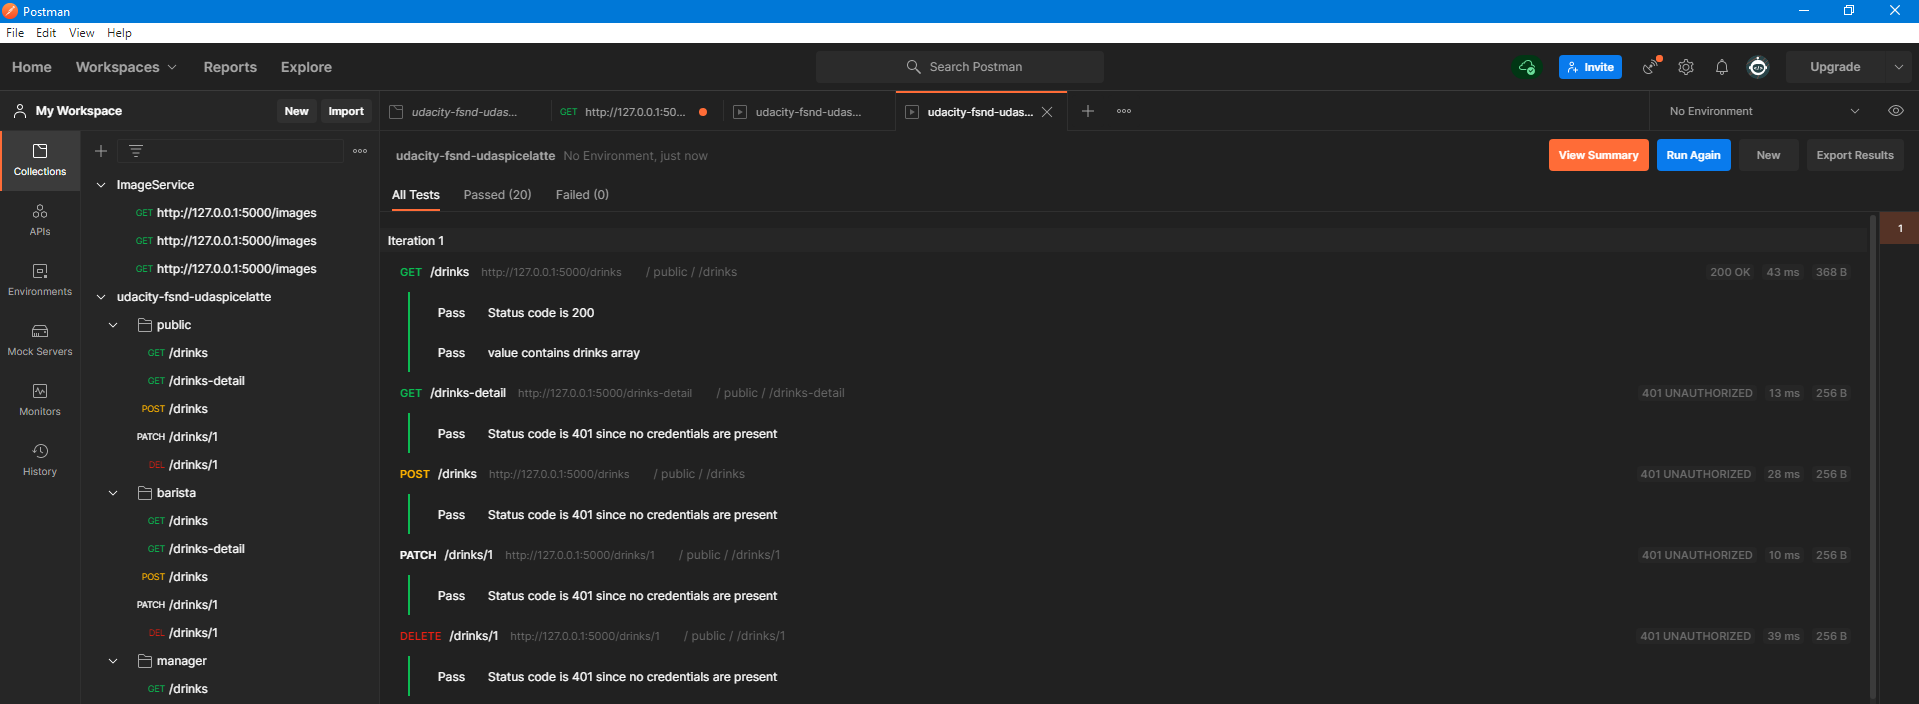 Postman
File Edit View Help
Home Workspaces Reports Explore Search Postman Invite Upgrade
My Workspace New Import
udacity-fsnd-udas... GET http://127.0.0.1:50... udacity-fsnd-udas... udacity-fsnd-udas... No Environment
Collections
APIs
Environments
Mock Servers
Monitors
History
ImageService
GET http://127.0.0.1:5000/images
GET http://127.0.0.1:5000/images
GET http://127.0.0.1:5000/images
udacity-fsnd-udaspicelatte
public
GET /drinks
GET /drinks-detail
POST /drinks
PATCH /drinks/1
DEL /drinks/1
barista
GET /drinks
GET /drinks-detail
POST /drinks
PATCH /drinks/1
DEL /drinks/1
manager
GET /drinks
udacity-fsnd-udaspicelatte No Environment, just now View Summary Run Again New Export Results
All Tests Passed (20) Failed (0)
Iteration 1
1
GET /drinks http://127.0.0.1:5000/drinks / public / /drinks 200 OK 43 ms 368 B
Pass Status code is 200
Pass value contains drinks array
GET /drinks-detail http://127.0.0.1:5000/drinks-detail / public / /drinks-detail 401 UNAUTHORIZED 13 ms 256 B
Pass Status code is 401 since no credentials are present
POST /drinks http://127.0.0.1:5000/drinks / public / /drinks 401 UNAUTHORIZED 28 ms 256 B
Pass Status code is 401 since no credentials are present
PATCH /drinks/1 http://127.0.0.1:5000/drinks/1 / public / /drinks/1 401 UNAUTHORIZED 10 ms 256 B
Pass Status code is 401 since no credentials are present
DELETE /drinks/1 http://127.0.0.1:5000/drinks/1 / public / /drinks/1 401 UNAUTHORIZED 39 ms 256 B
Pass Status code is 401 since no credentials are present